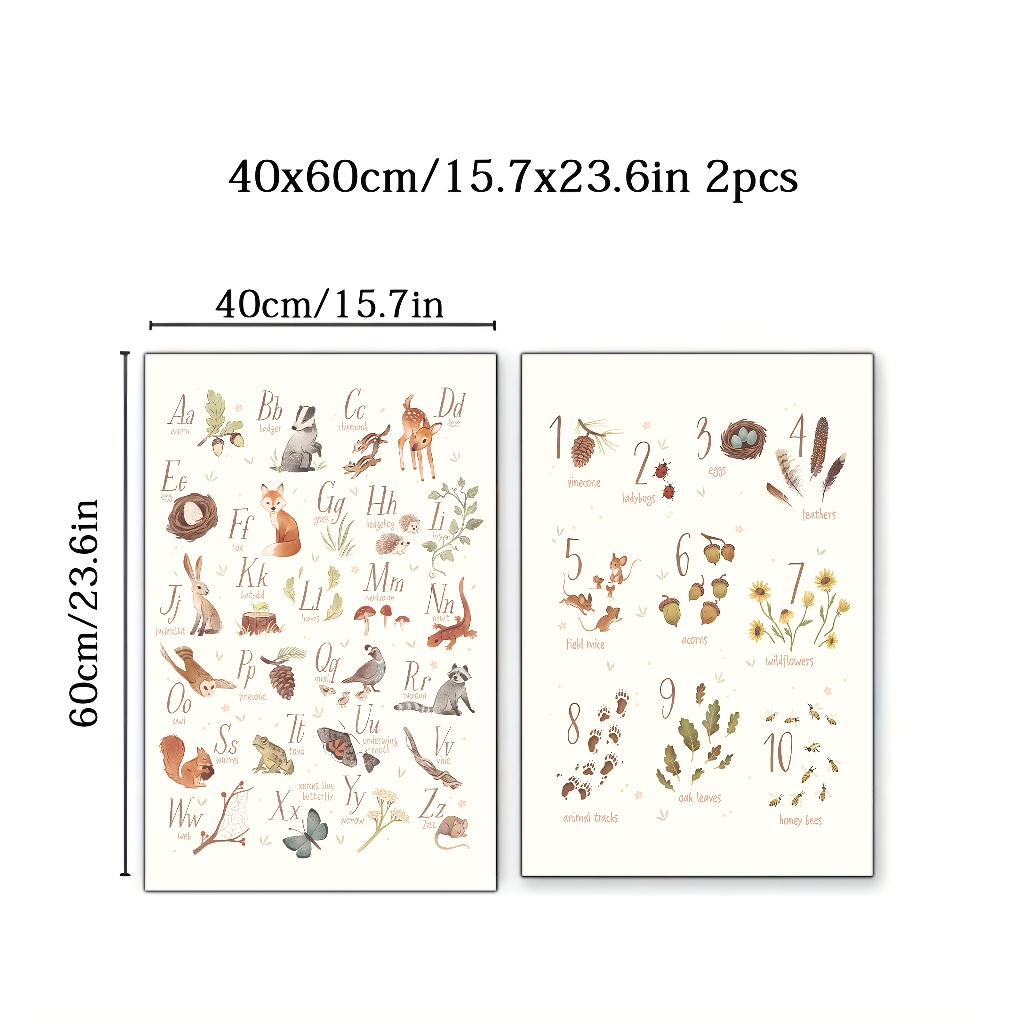 40x60cm/15.7x23.6in 2pcs
40cm/15.7in
60cm/23.6in
Aa
acorn
Bb
badger
Cc
chipmunk
Dd
deer
Ee
egg
Ff
fox
Gg
grass
Hh
hedgehog
Ii
ivy
Jj
jackrabbit
Kk
katydid
Ll
leaves
Mm
mushroom
Nn
newt
Oo
owl
Pp
pinecone
Qq
quail
Rr
raccoon
Ss
squirrel
Tt
toad
Uu
underwing
moth
Vv
vine
Ww
web
Xx
xerces blue
butterfly
Yy
yarrow
Zz
Zzz
1
pinecone
2
ladybugs
3
eggs
4
feathers
5
field mice
6
acorns
7
wildflowers
8
animal tracks
9
oak leaves
10
honey bees